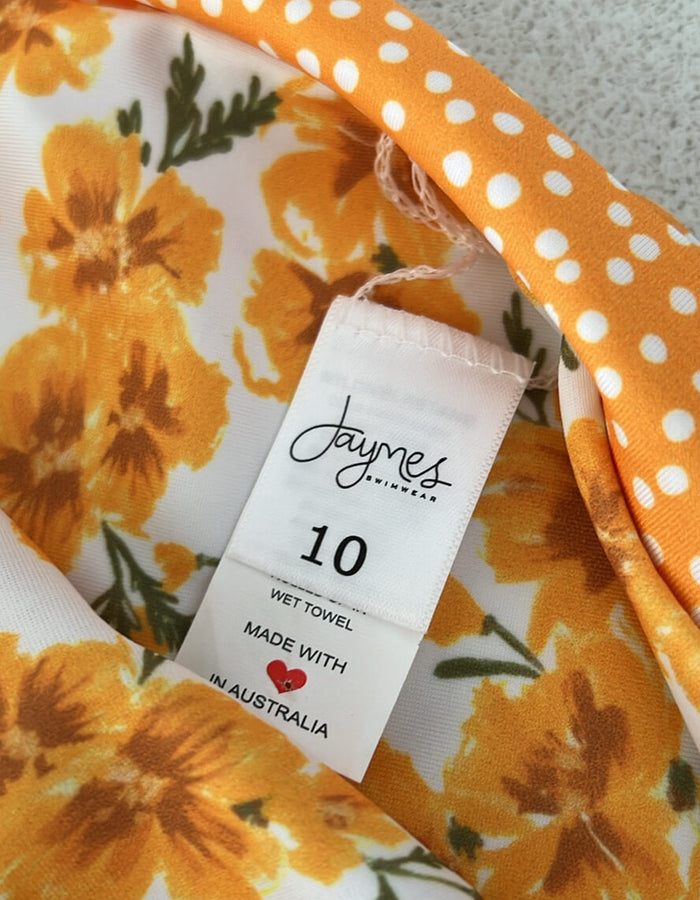 Jaymes
SWIMWEAR
10
WET TOWEL
MADE WITH
IN AUSTRALIA